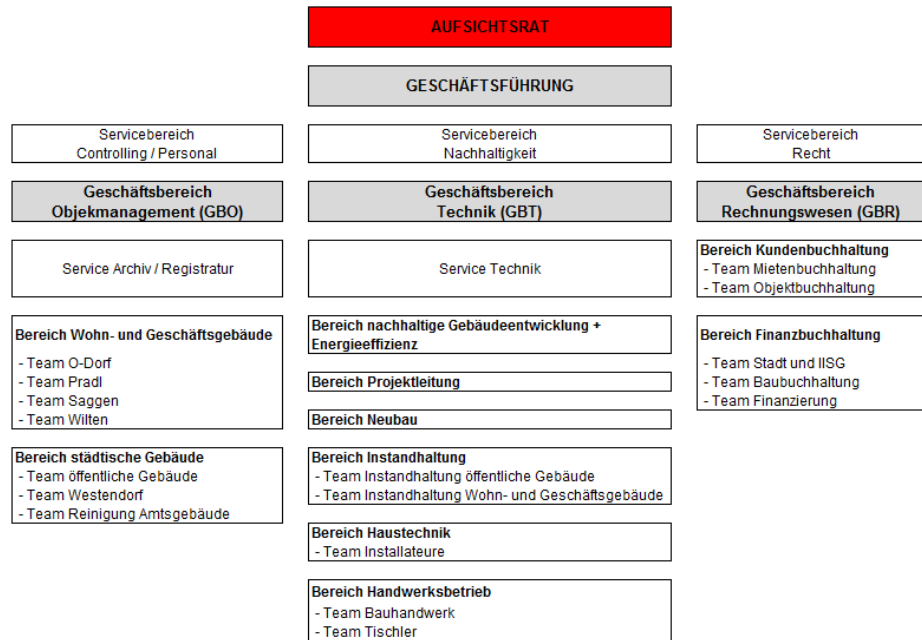 AUFSICHTSRAT
GESCHÄFTSFÜHRUNG
Servicebereich
Controlling / Personal
Servicebereich
Nachhaltigkeit
Servicebereich
Recht
Geschäftsbereich
Objekmanagement (GBO)
Geschäftsbereich
Technik (GBT)
Geschäftsbereich
Rechnungswesen (GBR)
Service Archiv / Registratur
Service Technik
Bereich Kundenbuchhaltung
- Team Mietenbuchhaltung
- Team Objektbuchhaltung
Bereich Wohn- und Geschäftsgebäude
- Team O-Dorf
- Team Pradl
- Team Saggen
- Team Wilten
Bereich nachhaltige Gebäudeentwicklung +
Energieeffizienz
Bereich Projektleitung
Bereich Neubau
Bereich Finanzbuchhaltung
- Team Stadt und IISG
- Team Baubuchhaltung
- Team Finanzierung
Bereich städtische Gebäude
- Team öffentliche Gebäude
- Team Westendorf
- Team Reinigung Amtsgebäude
Bereich Instandhaltung
- Team Instandhaltung öffentliche Gebäude
- Team Instandhaltung Wohn- und Geschäftsgebäude
Bereich Haustechnik
- Team Installateure
Bereich Handwerksbetrieb
- Team Bauhandwerk
- Team Tischler